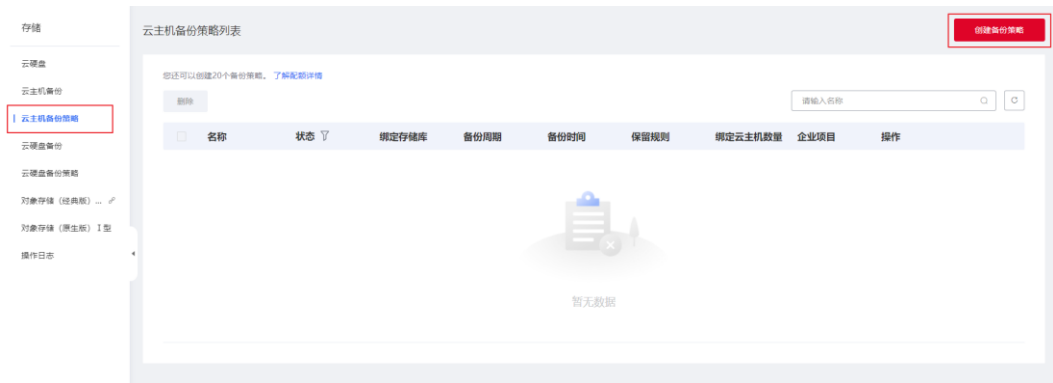 存储
云硬盘
云主机备份
云主机备份策略
云硬盘备份
云硬盘备份策略
对象存储（经典版）...
对象存储（原生版）I型
操作日志
云主机备份策略列表
创建备份策略
您还可以创建20个备份策略。 了解配额详情
删除
请输入名称
名称 状态 绑定存储库 备份周期 备份时间 保留规则 绑定云主机数量 企业项目 操作
暂无数据